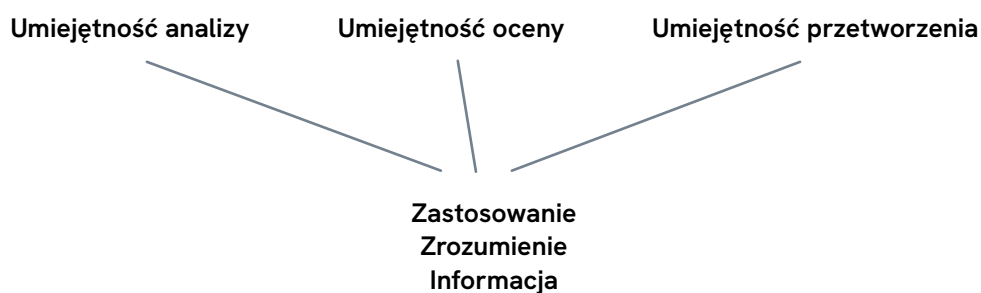 Umiejętność analizy
Umiejętność oceny
Umiejętność przetworzenia
Zastosowanie
Zrozumienie
Informacja